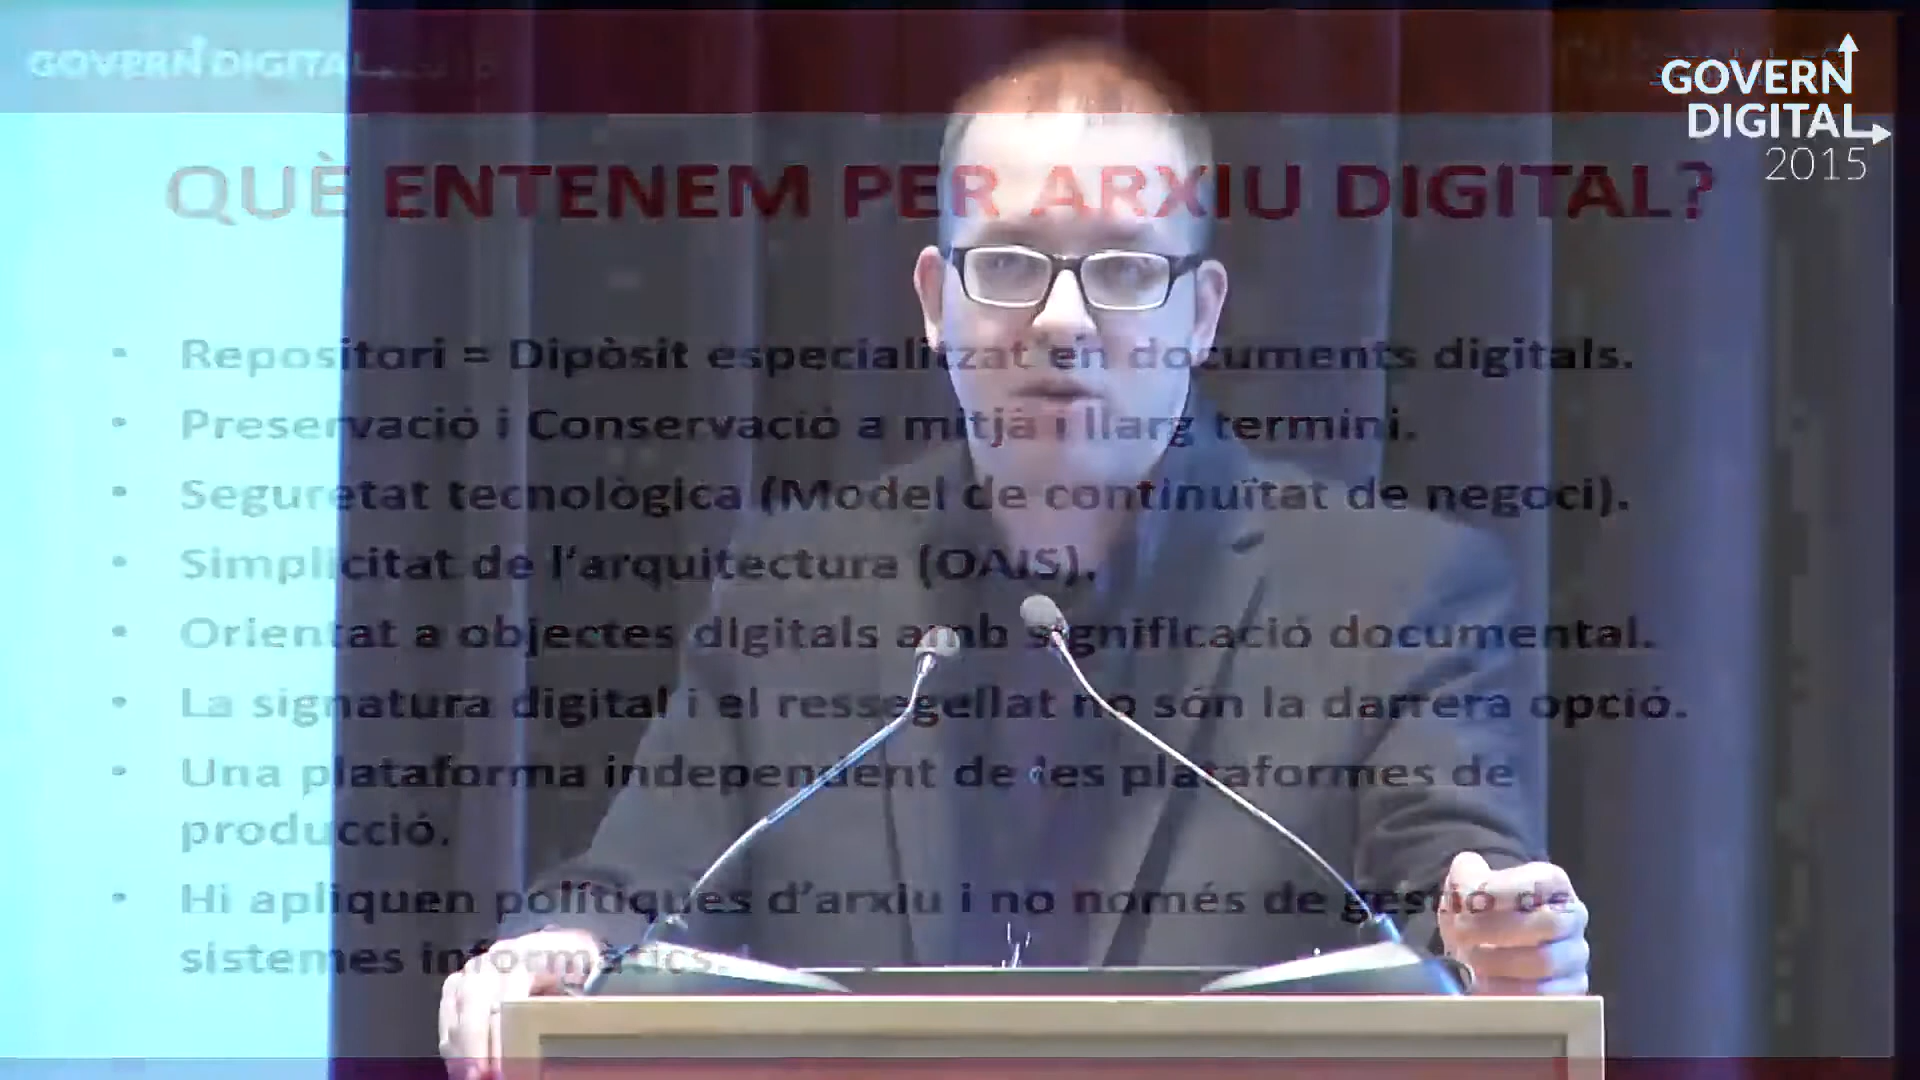 GOVERN DIGITAL
GOVERN
DIGITAL
2015
QUÈ ENTENEM PER ARXIU DIGITAL?
• Repositori = Dipòsit especialitzat en documents digitals.
• Preservació i Conservació a mitjà i llarg termini.
• Seguretat tecnològica (Model de continuïtat de negoci).
• Simplicitat de l'arquitectura (OAIS).
• Orientat a objectes digitals amb significació documental.
• La signatura digital i el ressegellat no són la darrera opció.
• Una plataforma independent de les plataformes de
producció.
• Hi apliquen polítiques d'arxiu i no només de gestió de
sistemes informàtics.